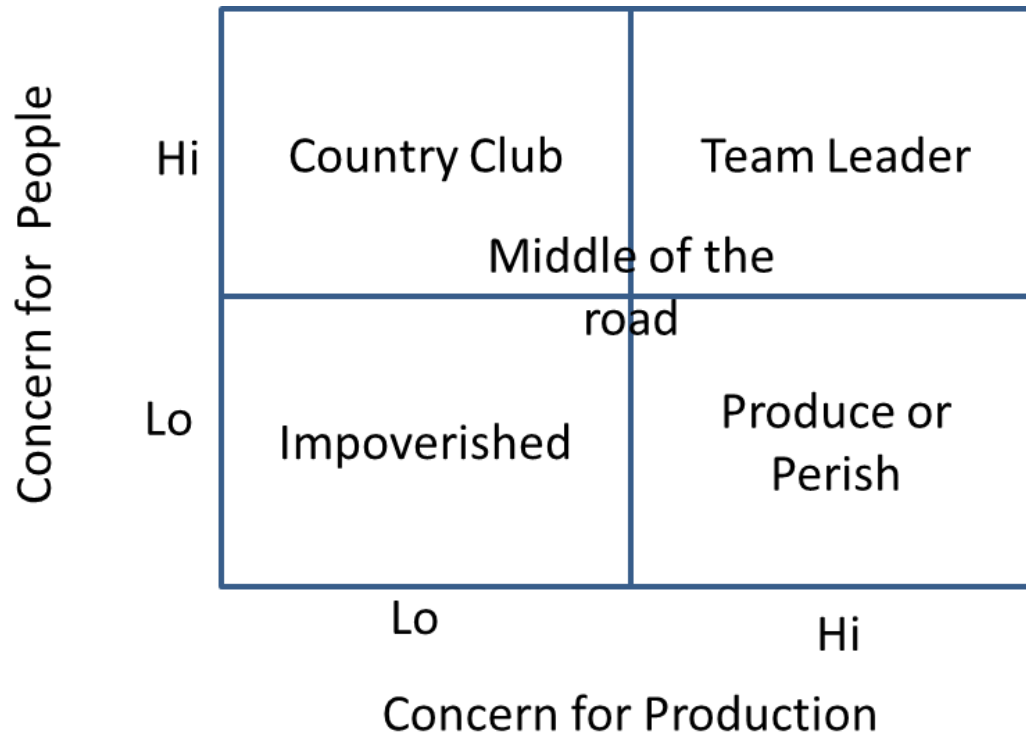 Concern for People
Hi
Country Club
Team Leader
Middle of the
road
Lo
Impoverished
Produce or
Perish
Lo
Hi
Concern for Production